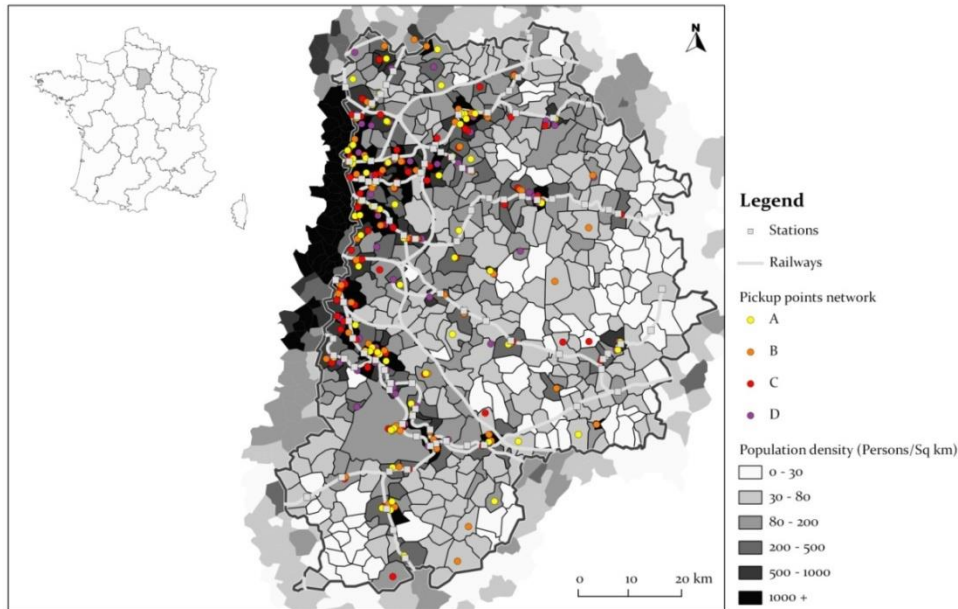 N
Legend
Stations
Railways
Pickup points network
A
B
C
D
Population density (Persons/Sq km)
0 - 30
30 - 80
80 - 200
200 - 500
500 - 1000
1000 +
0 10 20 km